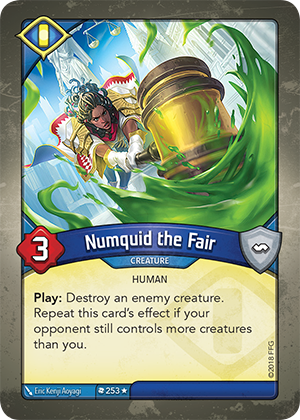 Numquid the Fair
CREATURE
3
HUMAN
Play: Destroy an enemy creature.
Repeat this card's effect if your
opponent still controls more creatures
than you.
Eric Kenji Aoyagi
253
©2018 FFG